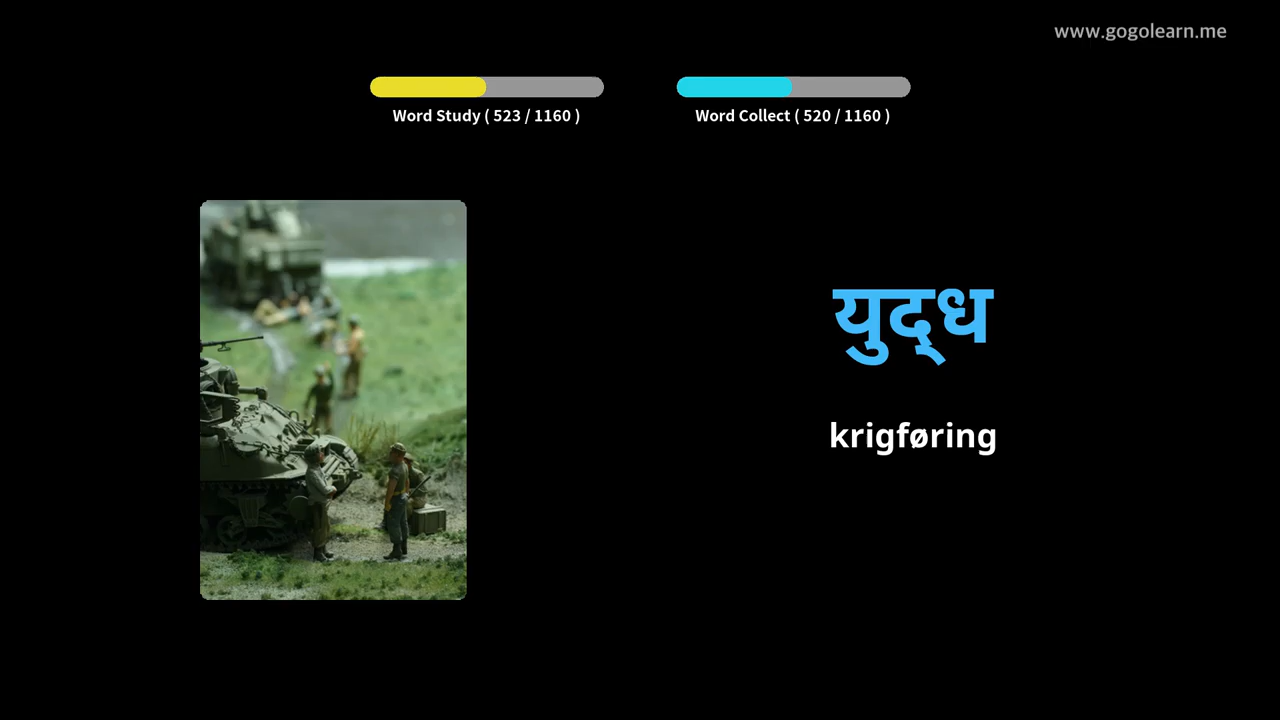 www.gogolearn.me
Word Study ( 523 / 1160 )
Word Collect ( 520 / 1160 )
युद्ध
krigføring